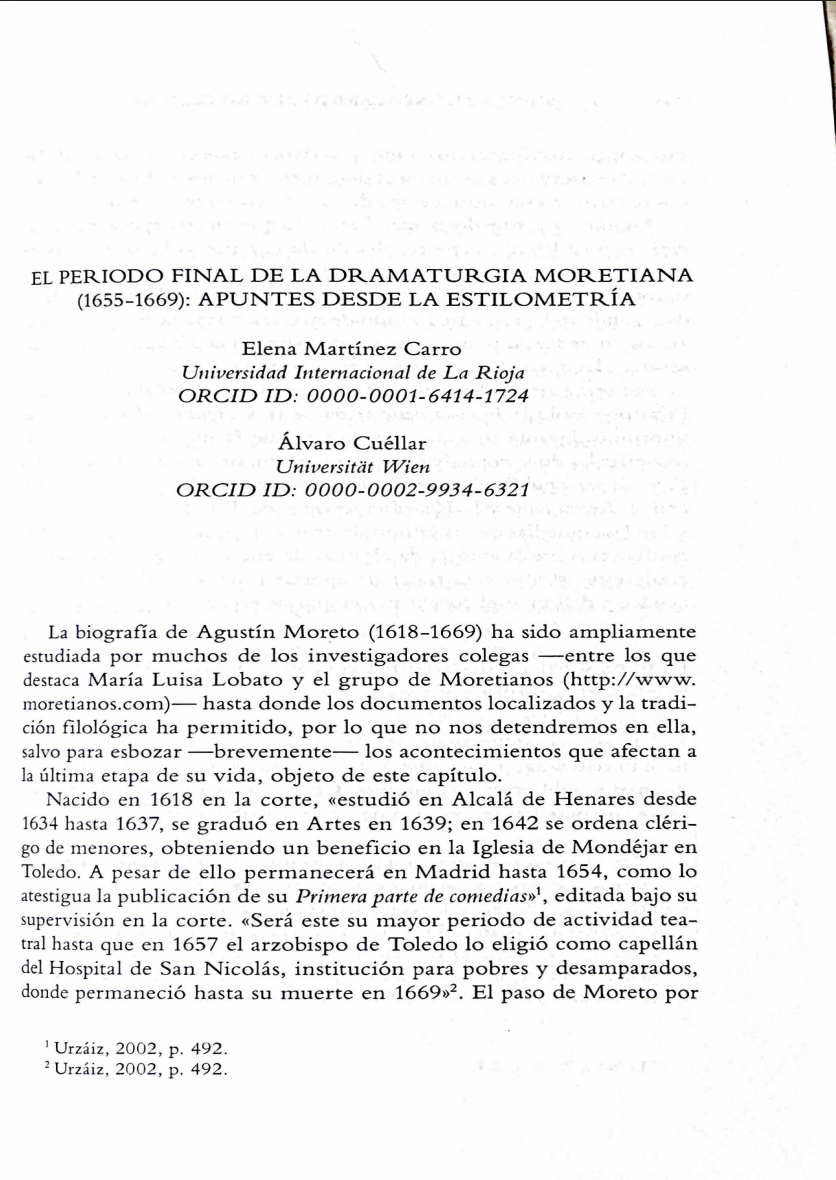 EL PERIODO FINAL DE LA DRAMATURGIA MORETIANA
(1655-1669): APUNTES DESDE LA ESTILOMETRÍA
Elena Martínez Carro
Universidad Internacional de La Rioja
ORCID ID: 0000-0001-6414-1724
Álvaro Cuéllar
Universität Wien
ORCID ID: 0000-0002-9934-6321
La biografía de Agustín Moreto (1618-1669) ha sido ampliamente
estudiada por muchos de los investigadores colegas —entre los que
destaca María Luisa Lobato y el grupo de Moretianos (http://www.
moretianos.com)— hasta donde los documentos localizados y la tradi-
ción filológica ha permitido, por lo que no nos detendremos en ella,
salvo para esbozar —brevemente— los acontecimientos que afectan a
la última etapa de su vida, objeto de este capítulo.
Nacido en 1618 en la corte, «estudió en Alcalá de Henares desde
1634 hasta 1637, se graduó en Artes en 1639; en 1642 se ordena cléri-
go de menores, obteniendo un beneficio en la Iglesia de Mondéjar en
Toledo. A pesar de ello permanecerá en Madrid hasta 1654, como lo
atestigua la publicación de su Primera parte de comedias»¹, editada bajo su
supervisión en la corte. «Será este su mayor periodo de actividad tea-
tral hasta que en 1657 el arzobispo de Toledo lo eligió como capellán
del Hospital de San Nicolás, institución para pobres y desamparados,
donde permaneció hasta su muerte en 1669»². El paso de Moreto por
¹ Urzáiz, 2002, p. 492.
² Urzáiz, 2002, p. 492.